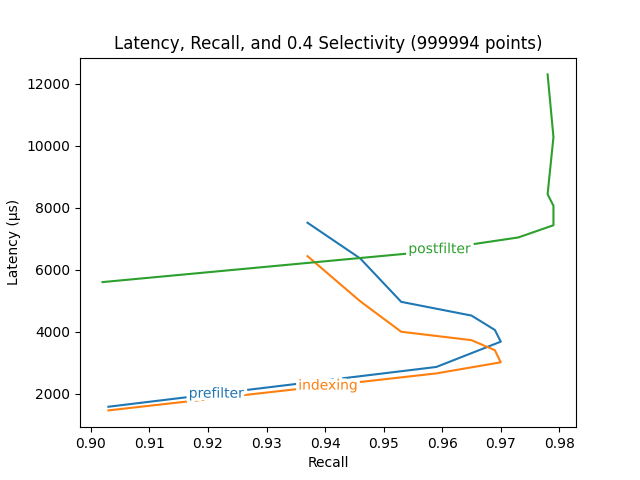 Latency, Recall, and 0.4 Selectivity (999994 points)
12000
10000
8000
6000
4000
2000
Latency (µs)
postfilter
prefilter
indexing
0.90 0.91 0.92 0.93 0.94 0.95 0.96 0.97 0.98
Recall